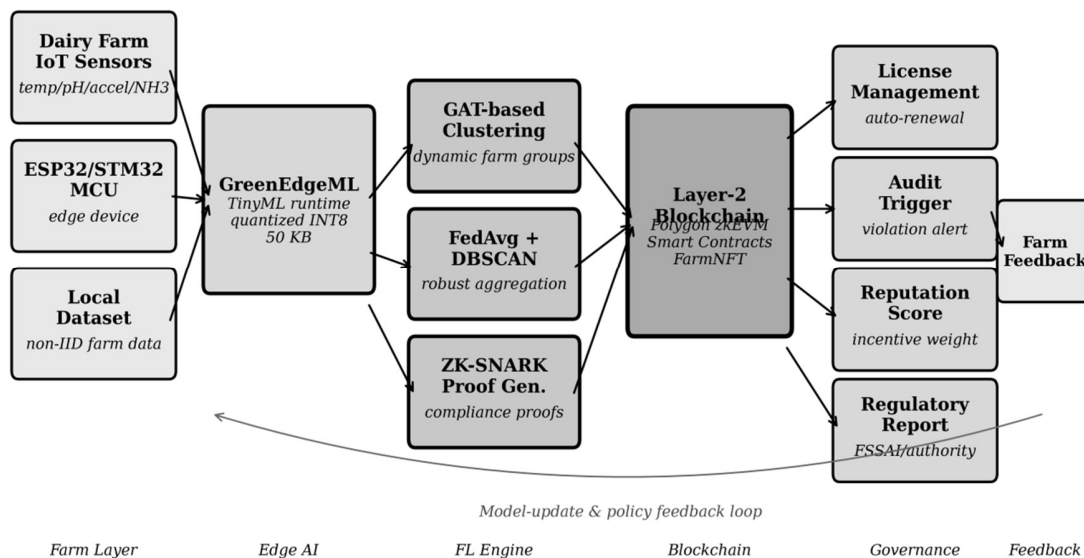 Dairy Farm
IoT Sensors
temp/pH/accel/NH3
ESP32/STM32
MCU
edge device
Local
Dataset
non-IID farm data
GreenEdgeML
TinyML runtime
quantized INT8
50 KB
GAT-based
Clustering
dynamic farm groups
FedAvg +
DBSCAN
robust aggregation
ZK-SNARK
Proof Gen.
compliance proofs
Layer-2
Blockchain
Polygon zkEVM
Smart Contracts
FarmNFT
License
Management
auto-renewal
Audit
Trigger
violation alert
Reputation
Score
incentive weight
Regulatory
Report
FSSAI/authority
Farm
Feedback
Model-update & policy feedback loop
Farm Layer
Edge AI
FL Engine
Blockchain
Governance
Feedback